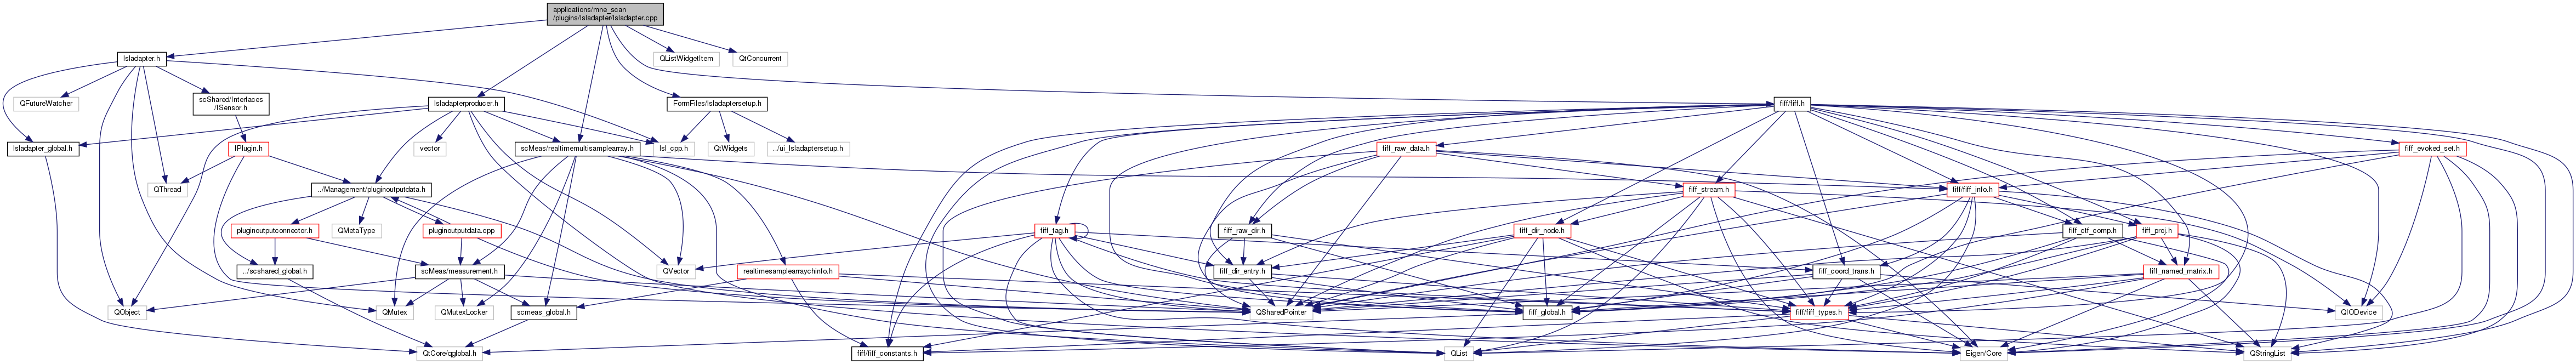 applications/mne_scan
/plugins/lsladapter/lsladapter.cpp
lsladapter.h
QListWidgetItem
QtConcurrent
QFutureWatcher
scShared/Interfaces
/ISensor.h
lsladapterproducer.h
FormFiles/lsladaptersetup.h
fiff/fiff.h
lsladapter_global.h
IPlugin.h
vector
scMeas/realtimemultisamplearray.h
lsl_cpp.h
QtWidgets
../ui_lsladaptersetup.h
fiff_raw_data.h
fiff_evoked_set.h
QThread
../Management/pluginoutputdata.h
fiff_stream.h
fiff/fiff_info.h
pluginoutputconnector.h
QMetaType
pluginoutputdata.cpp
fiff_tag.h
fiff_raw_dir.h
fiff_dir_node.h
fiff_ctf_comp.h
fiff_proj.h
../scshared_global.h
scMeas/measurement.h
QVector
realtimesamplearraychinfo.h
fiff_dir_entry.h
fiff_coord_trans.h
fiff_named_matrix.h
QObject
QMutex
QMutexLocker
scmeas_global.h
QSharedPointer
fiff_global.h
fiff/fiff_types.h
QIODevice
QtCore/qglobal.h
fiff/fiff_constants.h
QList
Eigen/Core
QStringList